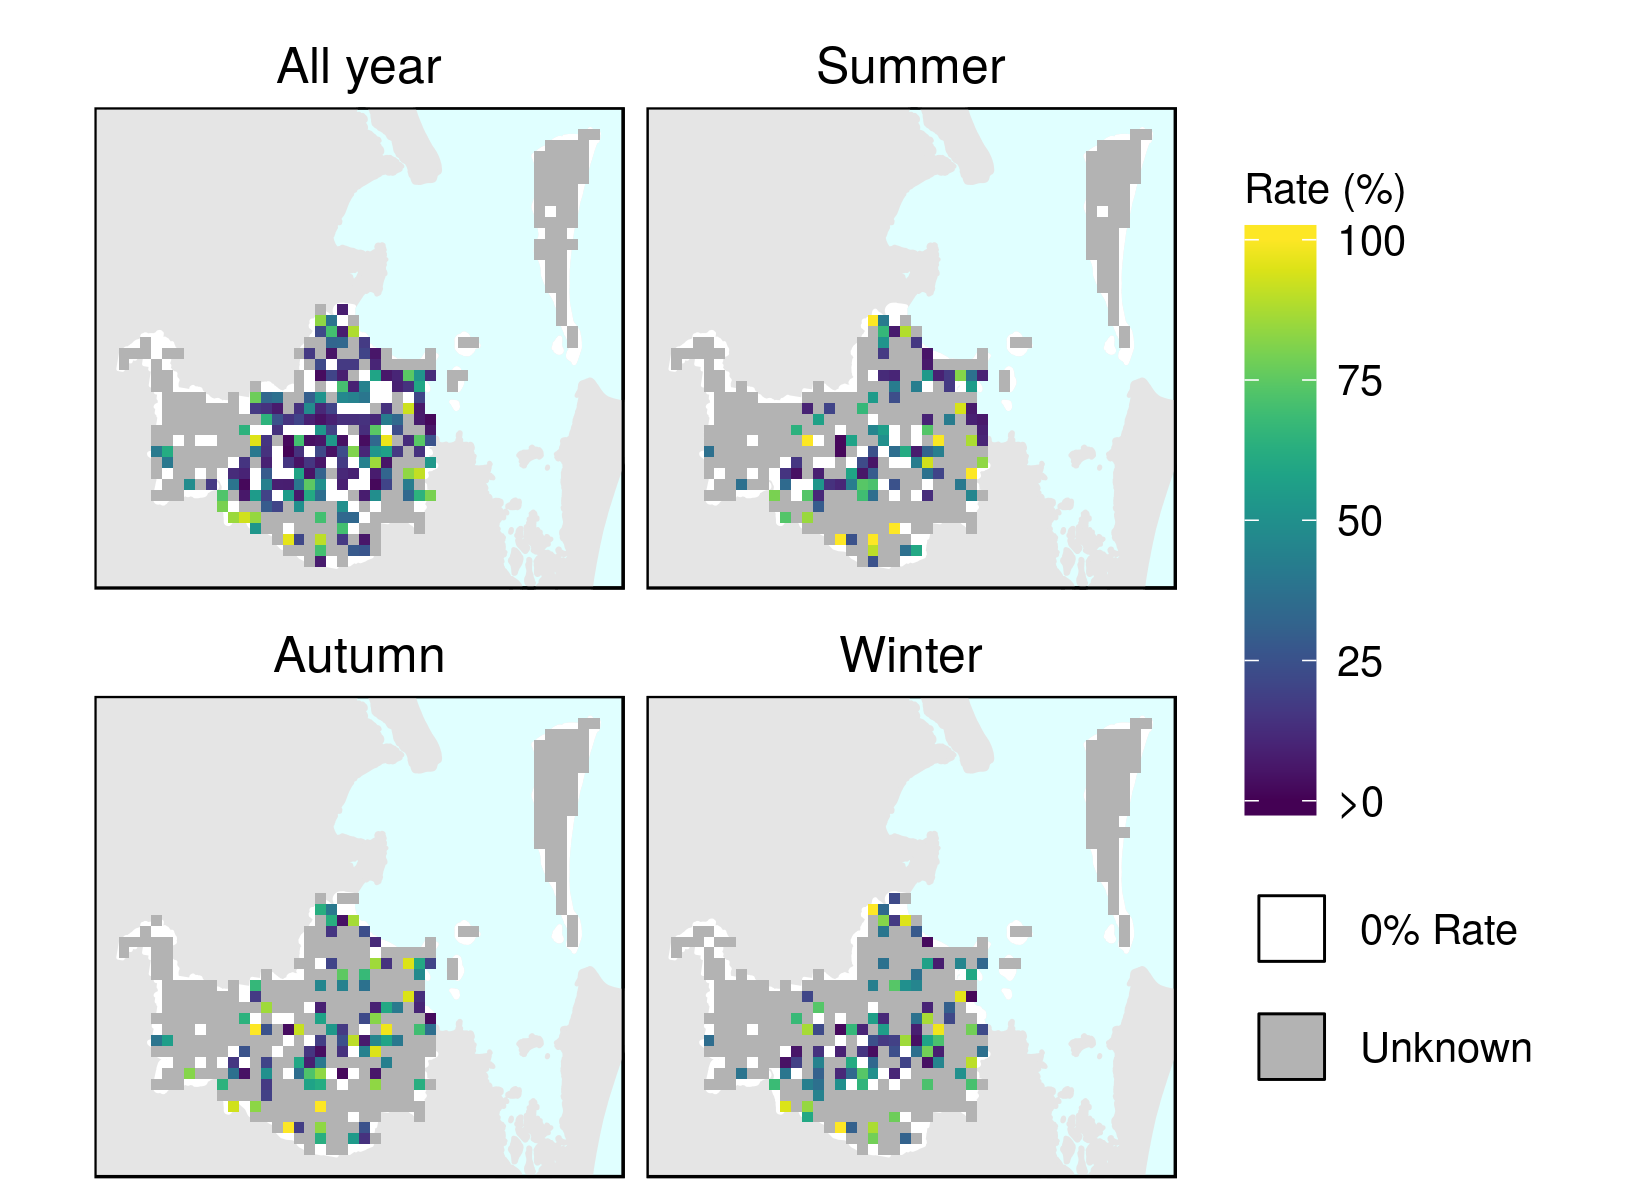 All year
Summer
Autumn
Winter
Rate (%)
100
75
50
25
>0
0% Rate
Unknown